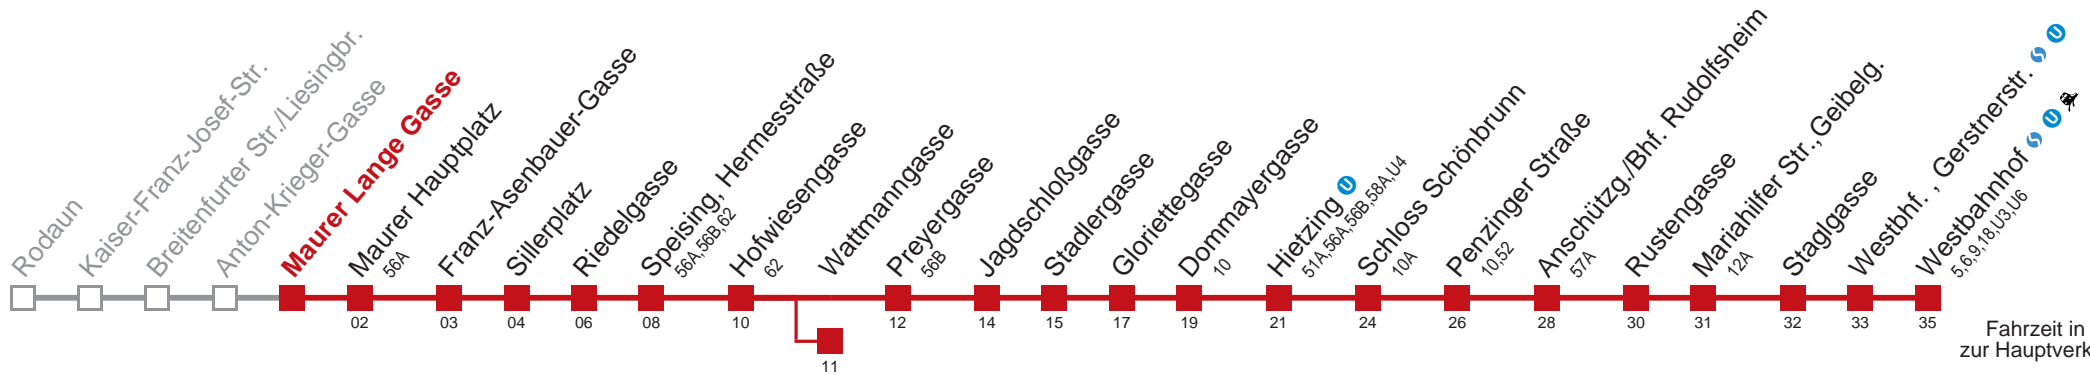 Rodaun
Kaiser-Franz-Josef-Str.
Breitenfurter Str./Liesingbr.
Anton-Krieger-Gasse
Maurer Lange Gasse
Maurer Hauptplatz
56A
Franz-Asenbauer-Gasse
Sillerplatz
Riedelgasse
Speising, Hermesstraße
56A,56B,62
Hofwiesengasse
62
Wattmanngasse
Preyergasse
56B
Jagdschloßgasse
Stadlergasse
Gloriettegasse
Dommayergasse
10
Hietzing U
51A,56A,56B,58A,U4
Schloss Schönbrunn
10A
Penzinger Straße
10,52
Anschützg./Bhf. Rudolfsheim
57A
Rustengasse
Mariahilfer Str., Geibelg.
12A
Staglgasse
Westbhf. , Gerstnerstr. S U
Westbahnhof S U
5,6,9,18,U3,U6
02 03 04 06 08 10 12 14 15 17 19 21 24 26 28 30 31 32 33 35
11
Fahrzeit in
zur Hauptverk